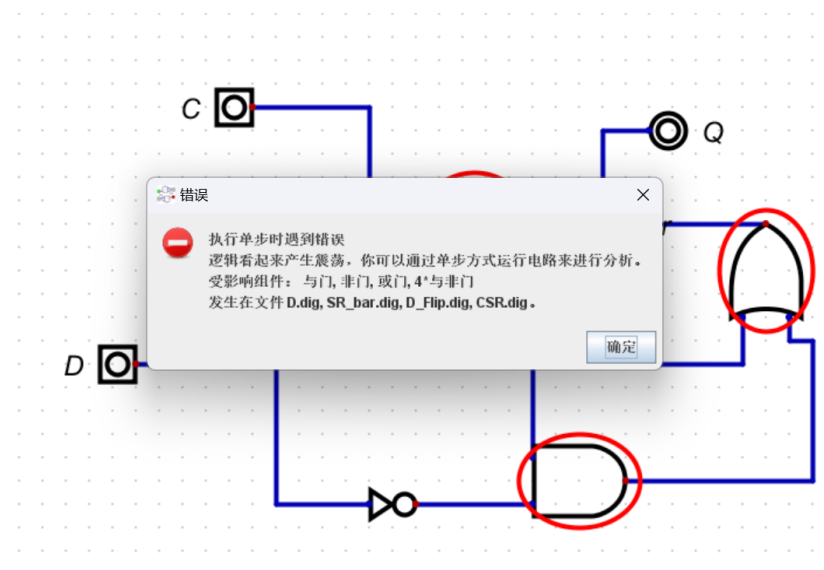 C
Q
错误
执行单步时遇到错误
逻辑看起来产生震荡，你可以通过单步方式运行电路来进行分析。
受影响组件： 与门, 非门, 或门, 4*与非门
发生在文件 D.dig, SR_bar.dig, D_Flip.dig, CSR.dig。
确定
D